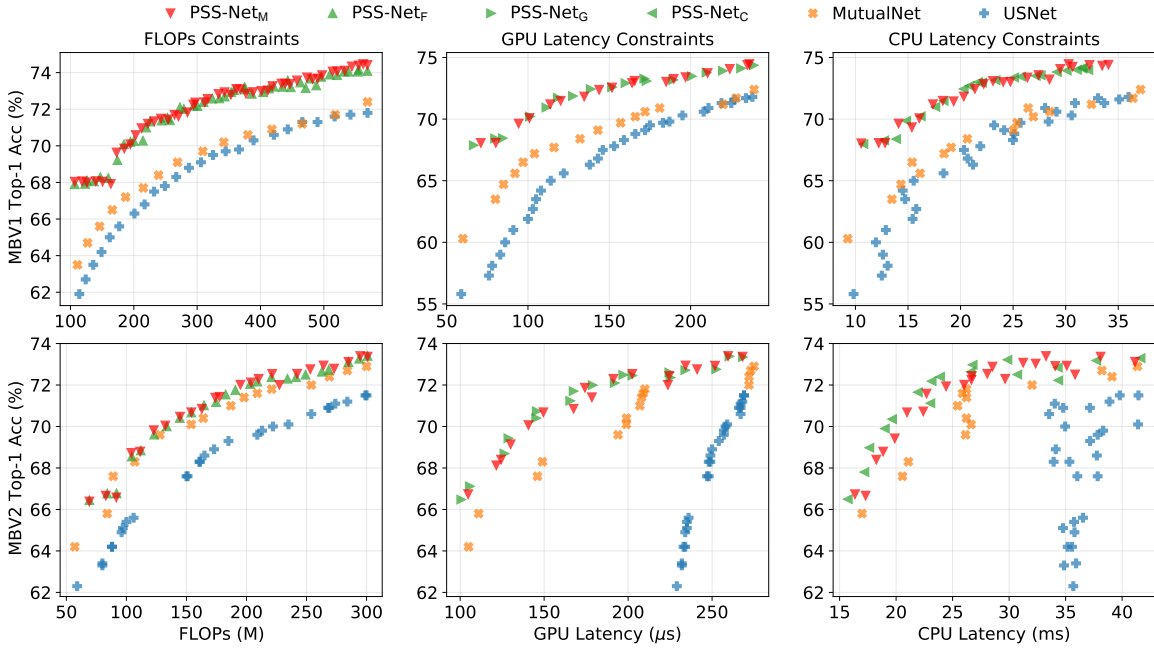 PSS-Net_M PSS-Net_F PSS-Net_G PSS-Net_C MutualNet USNet
FLOPs Constraints GPU Latency Constraints CPU Latency Constraints
MBV1 Top-1 Acc (%)
74
72
70
68
66
64
62
100 200 300 400 500
75
70
65
60
55
50 100 150 200
75
70
65
60
55
10 15 20 25 30 35
MBV2 Top-1 Acc (%)
74
72
70
68
66
64
62
50 100 150 200 250 300
FLOPs (M)
74
72
70
68
66
64
62
100 150 200 250
GPU Latency (μs)
74
72
70
68
66
64
62
15 20 25 30 35 40
CPU Latency (ms)